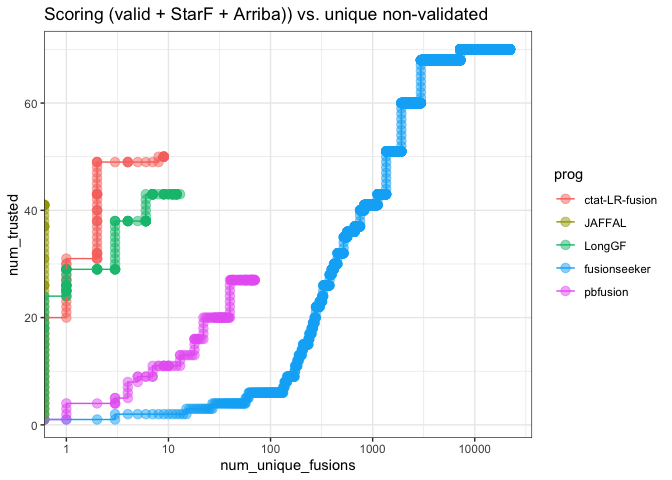 Scoring (valid + StarF + Arriba)) vs. unique non-validated
60
40
20
0
num_trusted
1
10
100
1000
10000
num_unique_fusions
prog
ctat-LR-fusion
JAFFAL
LongGF
fusionseeker
pbfusion